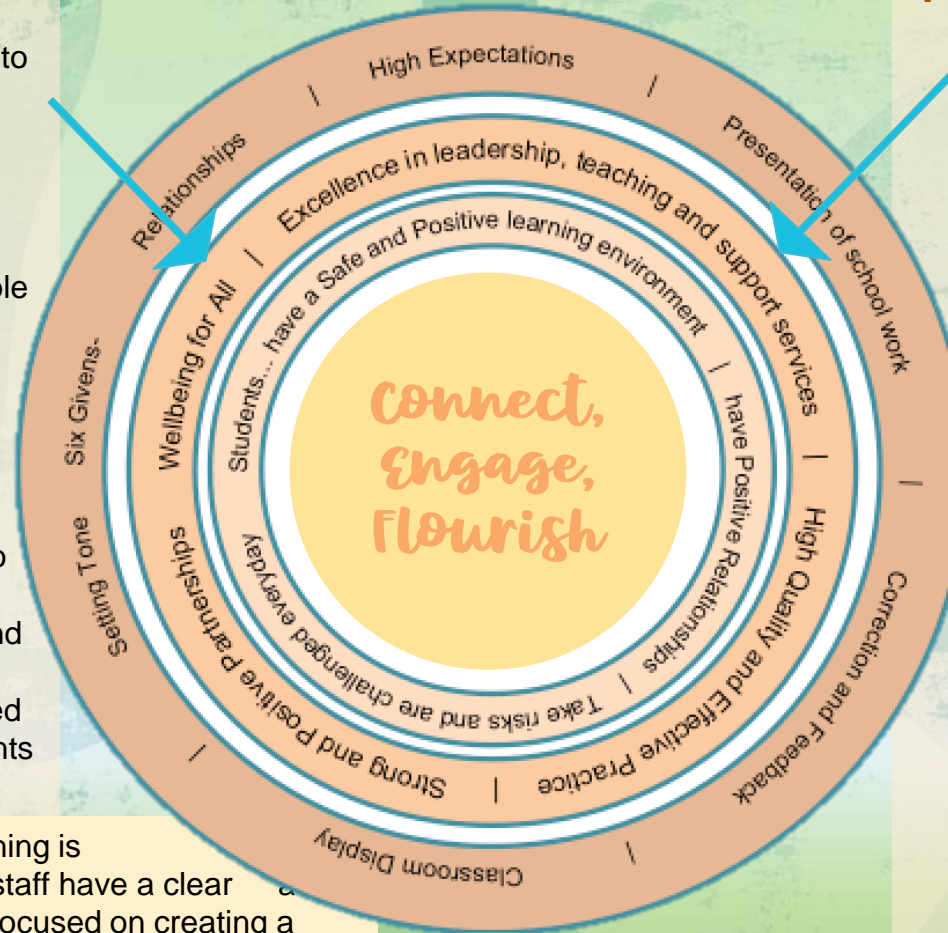 to
ole
o
nd
ed
nts
ning is
staff have a clear a
focused on creating a
Six Givens- | Relationships | High Expectations | Presentation of school work | Correction and Feedback | Classroom Display | Setting Tone
Wellbeing for All | Excellence in leadership, teaching and support services | High Quality and Effective Practice | Strong and Positive Partnerships
Students... have a Safe and Positive learning environment | have Positive Relationships | Take risks and are challenged everyday
Connect,
Engage,
Flourish